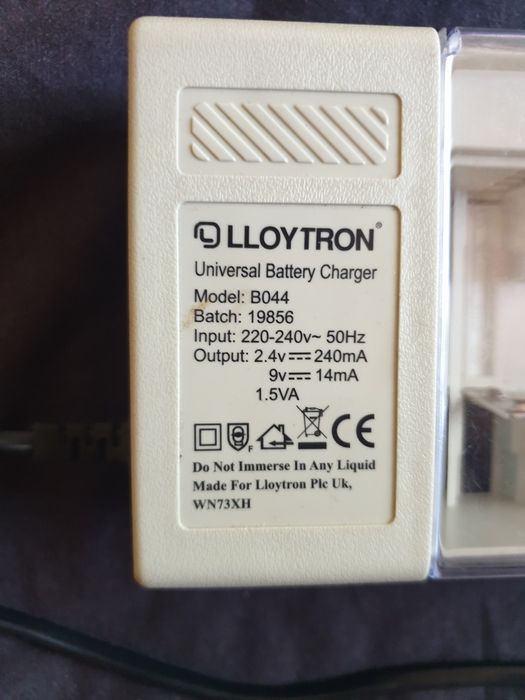 LLOYTRON®
Universal Battery Charger
Model: B044
Batch: 19856
Input: 220-240v~ 50Hz
Output: 2.4v⎓240mA
9v⎓14mA
1.5VA
F
CE
Do Not Immerse In Any Liquid
Made For Lloytron Plc Uk,
WN73XH